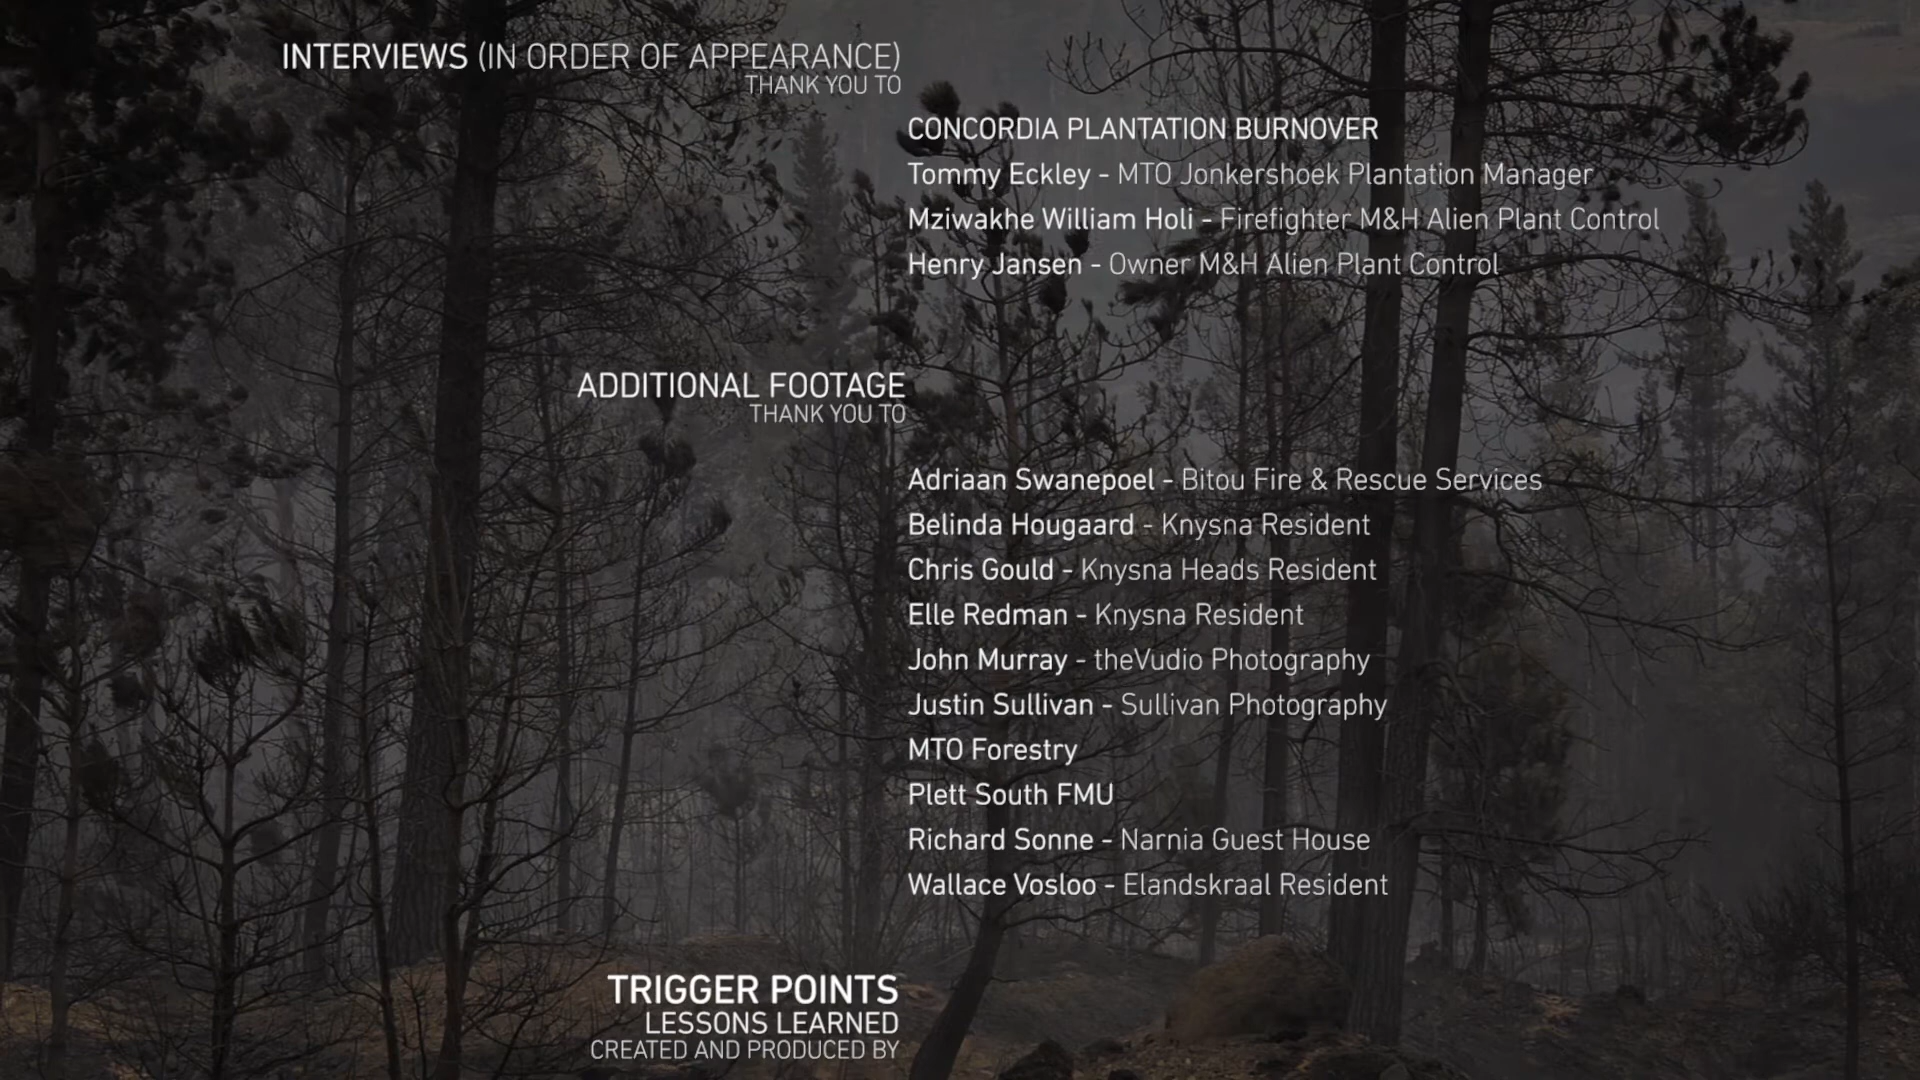 INTERVIEWS (IN ORDER OF APPEARANCE)
THANK YOU TO
CONCORDIA PLANTATION BURNOVER
Tommy Eckley - MTO Jonkershoek Plantation Manager
Mziwakhe William Holi - Firefighter M&H Alien Plant Control
Henry Jansen - Owner M&H Alien Plant Control
ADDITIONAL FOOTAGE
THANK YOU TO
Adriaan Swanepoel - Bitou Fire & Rescue Services
Belinda Hougaard - Knysna Resident
Chris Gould - Knysna Heads Resident
Elle Redman - Knysna Resident
John Murray - theVudio Photography
Justin Sullivan - Sullivan Photography
MTO Forestry
Plett South FMU
Richard Sonne - Narnia Guest House
Wallace Vosloo - Elandskraal Resident
TRIGGER POINTS
LESSONS LEARNED
CREATED AND PRODUCED BY